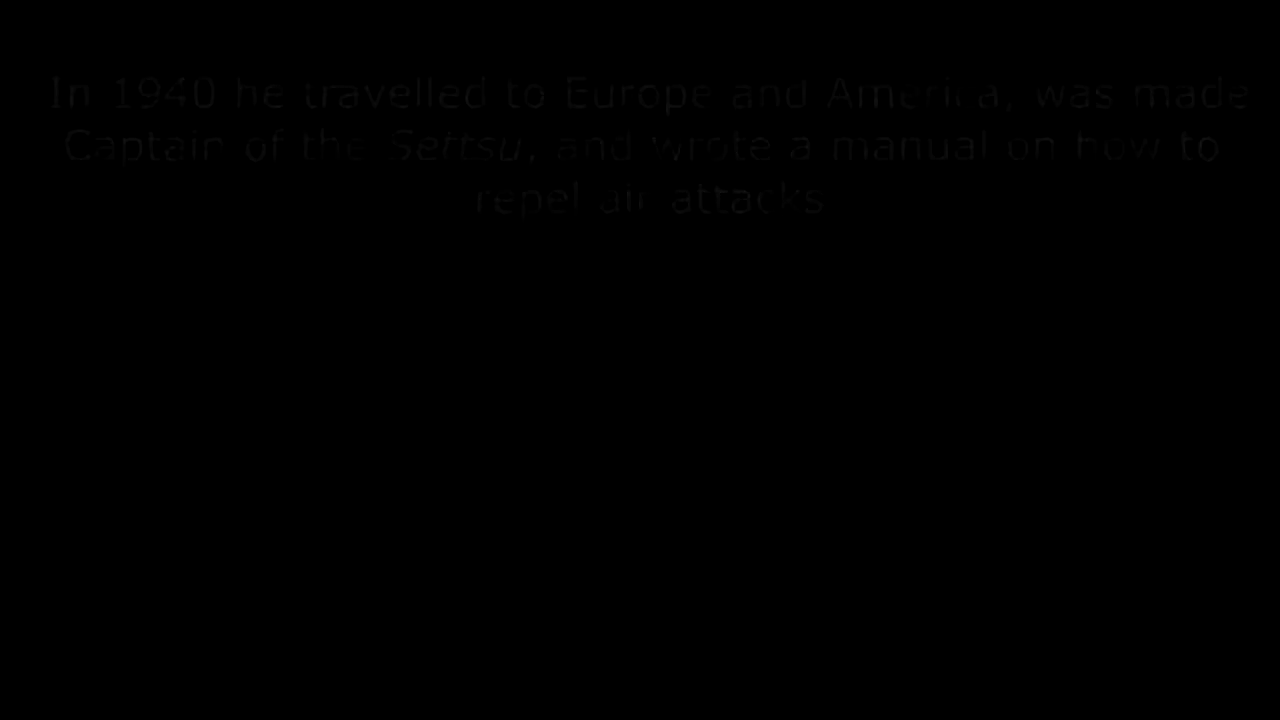 In 1940 he travelled to Europe and America, was made
Captain of the Settsu, and wrote a manual on how to
repel air attacks